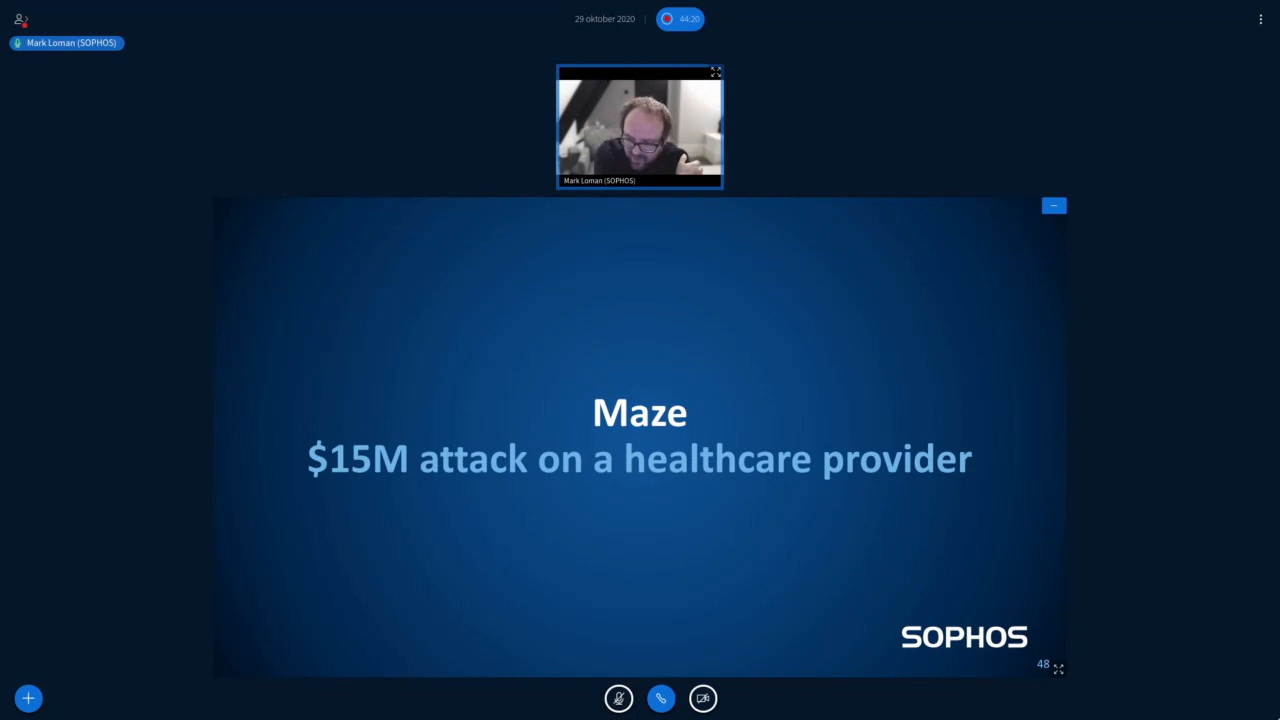 29 oktober 2020
44:20
Mark Loman (SOPHOS)
Mark Loman (SOPHOS)
Maze
$15M attack on a healthcare provider
SOPHOS
48